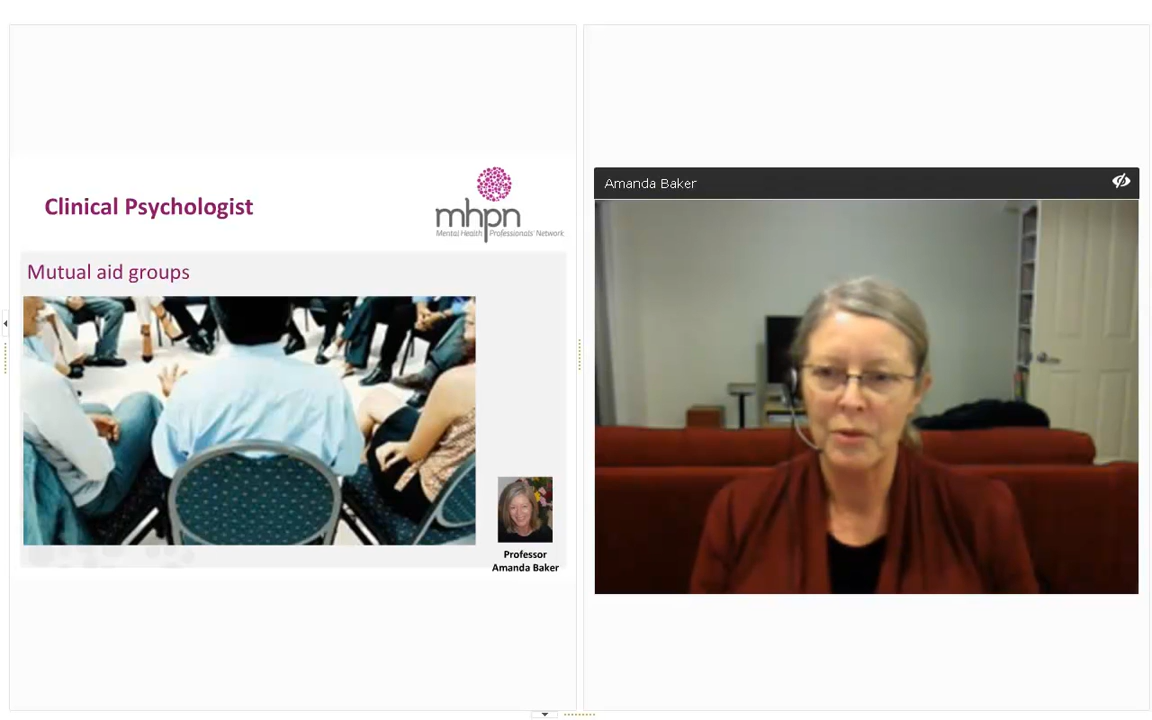 Clinical Psychologist
mhpn
Mental Health Professionals' Network
Mutual aid groups
Professor
Amanda Baker
Amanda Baker